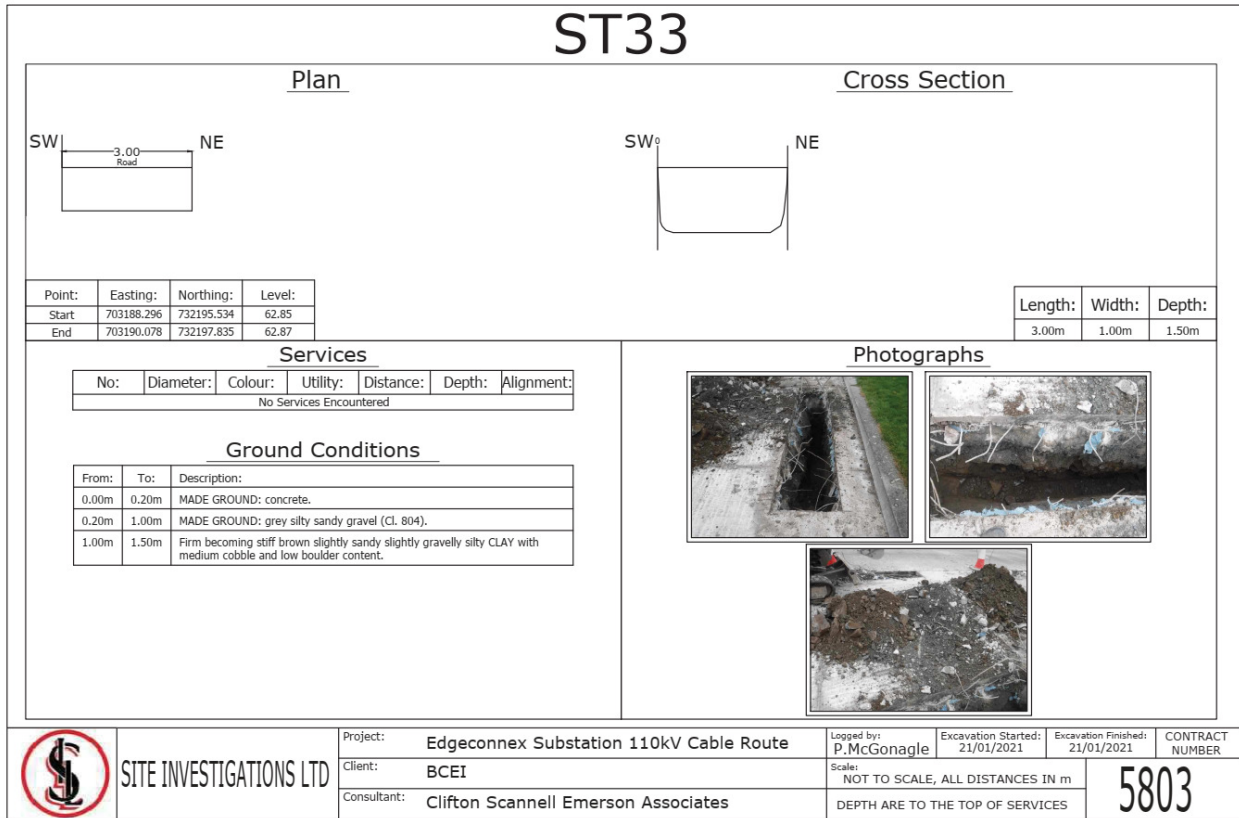 ST33
Plan
SW
3.00
Road
NE
Cross Section
SW
0
NE
Point: Easting: Northing: Level:
Start 703188.296 732195.534 62.85
End 703190.078 732197.835 62.87
Length: Width: Depth:
3.00m 1.00m 1.50m
Services
No: Diameter: Colour: Utility: Distance: Depth: Alignment:
No Services Encountered
Ground Conditions
From: To: Description:
0.00m 0.20m MADE GROUND: concrete.
0.20m 1.00m MADE GROUND: grey silty sandy gravel (Cl. 804).
1.00m 1.50m Firm becoming stiff brown slightly sandy slightly gravelly silty CLAY with
medium cobble and low boulder content.
Photographs
SIL
SITE INVESTIGATIONS LTD
Project: Edgeconnex Substation 110kV Cable Route
Client: BCEI
Consultant: Clifton Scannell Emerson Associates
Logged by:
P.McGonagle
Excavation Started:
21/01/2021
Excavation Finished:
21/01/2021
CONTRACT
NUMBER
Scale:
NOT TO SCALE, ALL DISTANCES IN m
DEPTH ARE TO THE TOP OF SERVICES
5803